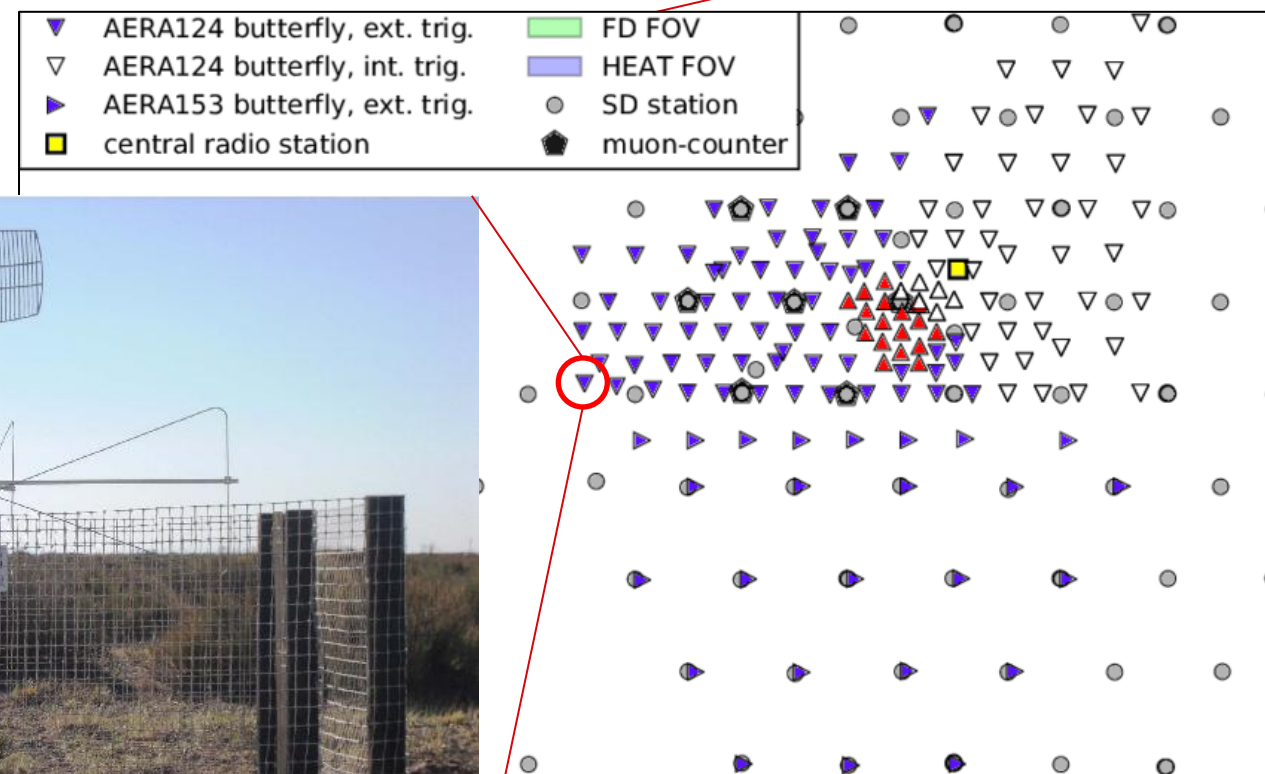 AERA124 butterfly, ext. trig.
AERA124 butterfly, int. trig.
AERA153 butterfly, ext. trig.
central radio station
FD FOV
HEAT FOV
SD station
muon-counter